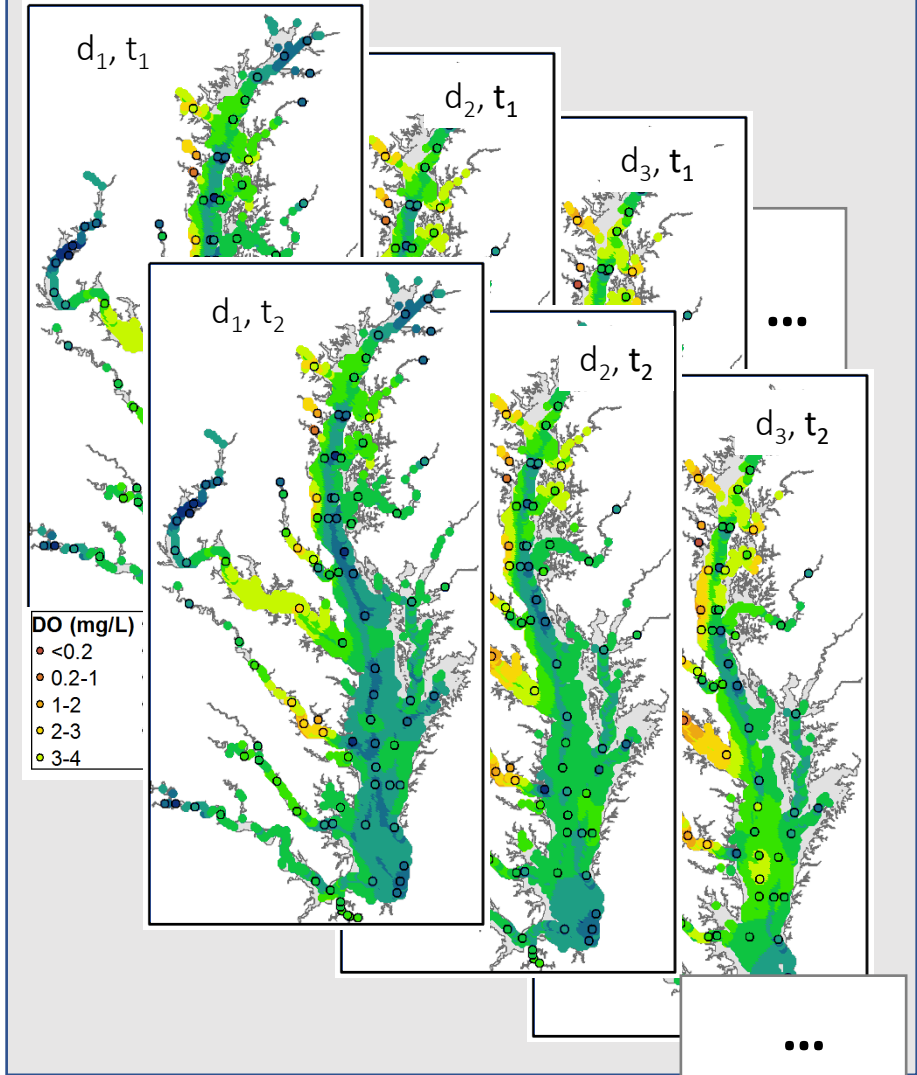 d₁, t₁
d₂, t₁
d₃, t₁
...
d₁, t₂
d₂, t₂
d₃, t₂
DO (mg/L)
<0.2
0.2-1
1-2
2-3
3-4
...